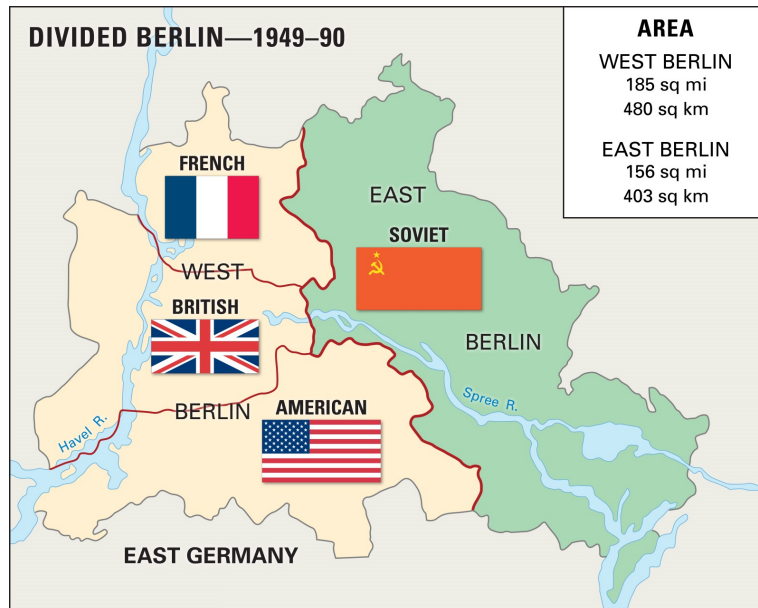 DIVIDED BERLIN—1949–90
AREA
WEST BERLIN
185 sq mi
480 sq km
EAST BERLIN
156 sq mi
403 sq km
FRENCH
EAST
SOVIET
WEST
BRITISH
BERLIN
Spree R.
Havel R.
BERLIN
AMERICAN
EAST GERMANY